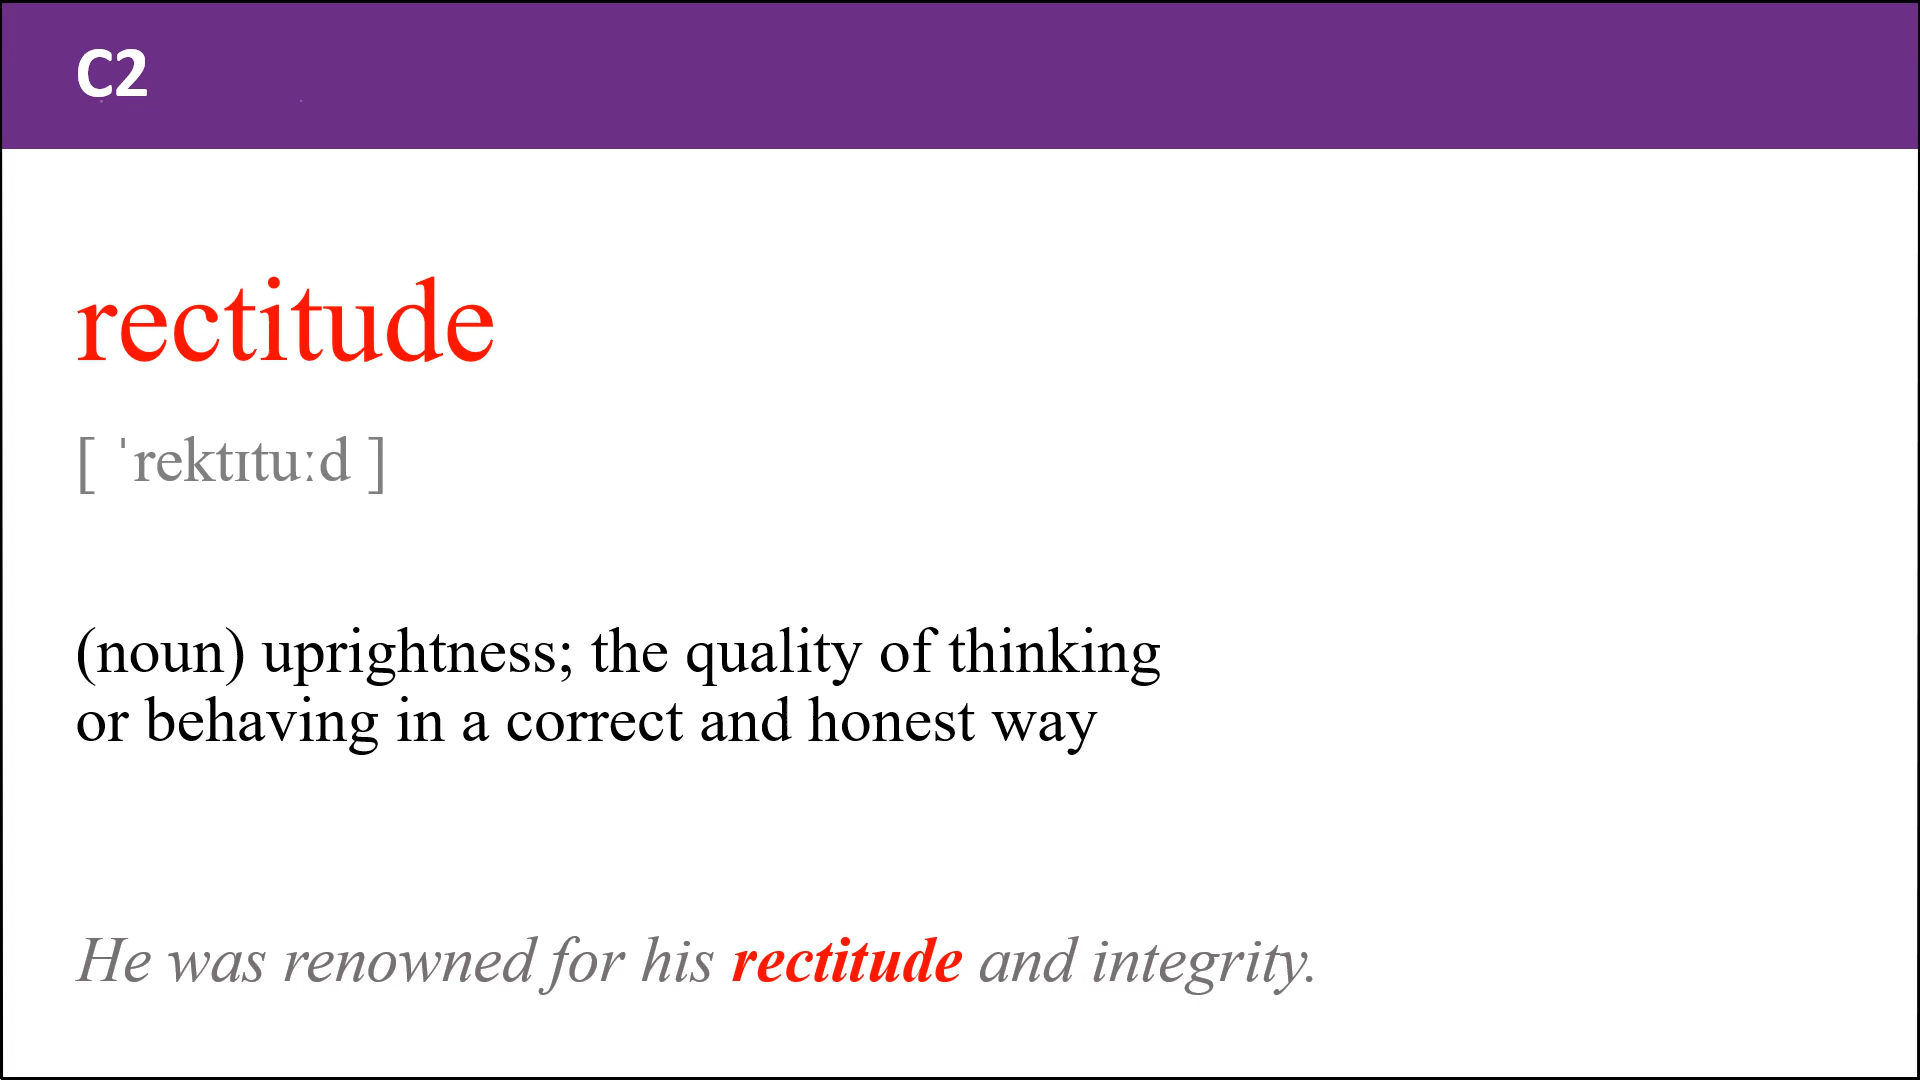 C2
rectitude
[ ˈrektɪtuːd ]
(noun) uprightness; the quality of thinking
or behaving in a correct and honest way
He was renowned for his rectitude and integrity.